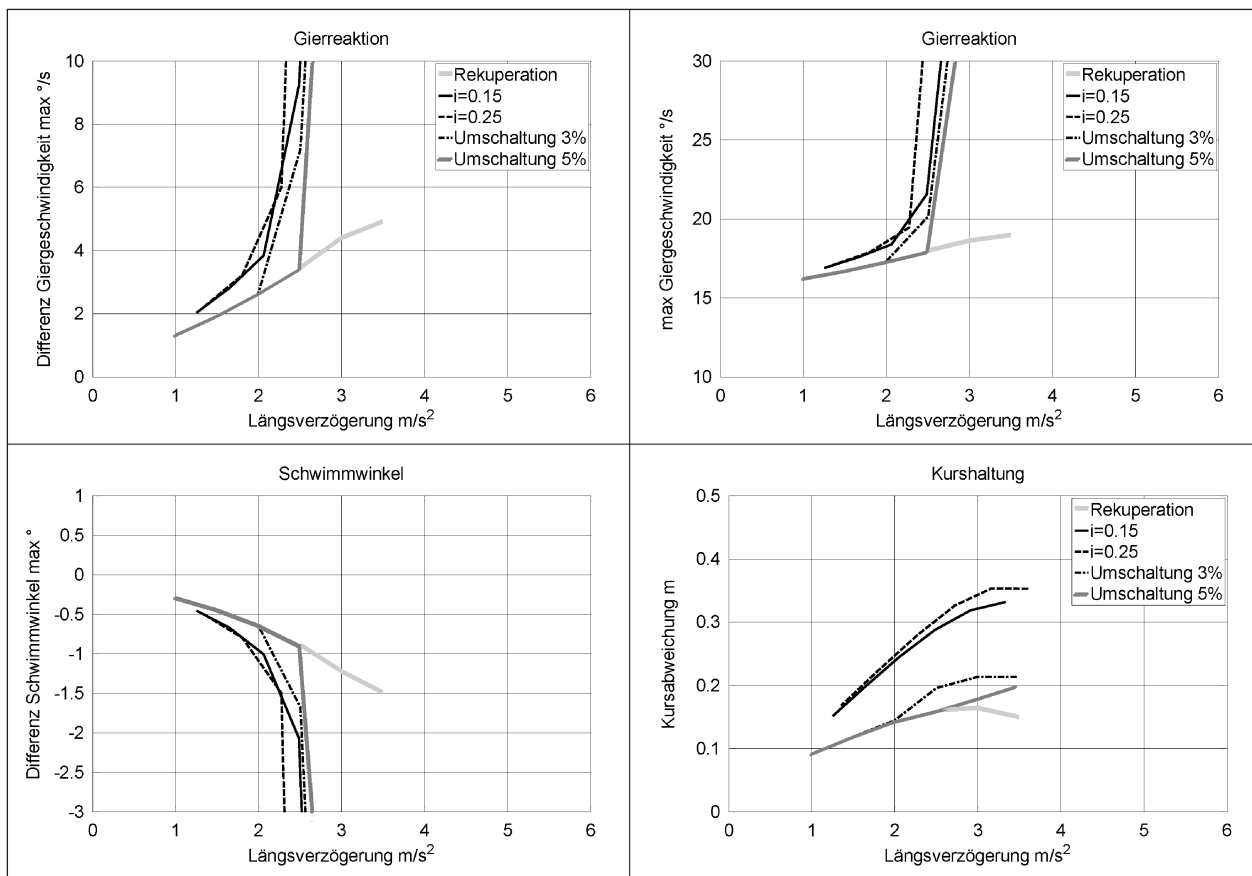 Gierreaktion
Differenz Giergeschwindigkeit max °/s
10
8
6
4
2
0
Rekuperation
i=0.15
i=0.25
Umschaltung 3%
Umschaltung 5%
0 1 2 3 4 5 6
Längsverzögerung m/s²
Gierreaktion
max Giergeschwindigkeit °/s
30
25
20
15
10
Rekuperation
i=0.15
i=0.25
Umschaltung 3%
Umschaltung 5%
0 1 2 3 4 5 6
Längsverzögerung m/s²
Schwimmwinkel
Differenz Schwimmwinkel max °
1
0.5
0
-0.5
-1
-1.5
-2
-2.5
-3
0 1 2 3 4 5 6
Längsverzögerung m/s²
Kurshaltung
Kursabweichung m
0.5
0.4
0.3
0.2
0.1
0
Rekuperation
i=0.15
i=0.25
Umschaltung 3%
Umschaltung 5%
0 1 2 3 4 5 6
Längsverzögerung m/s²